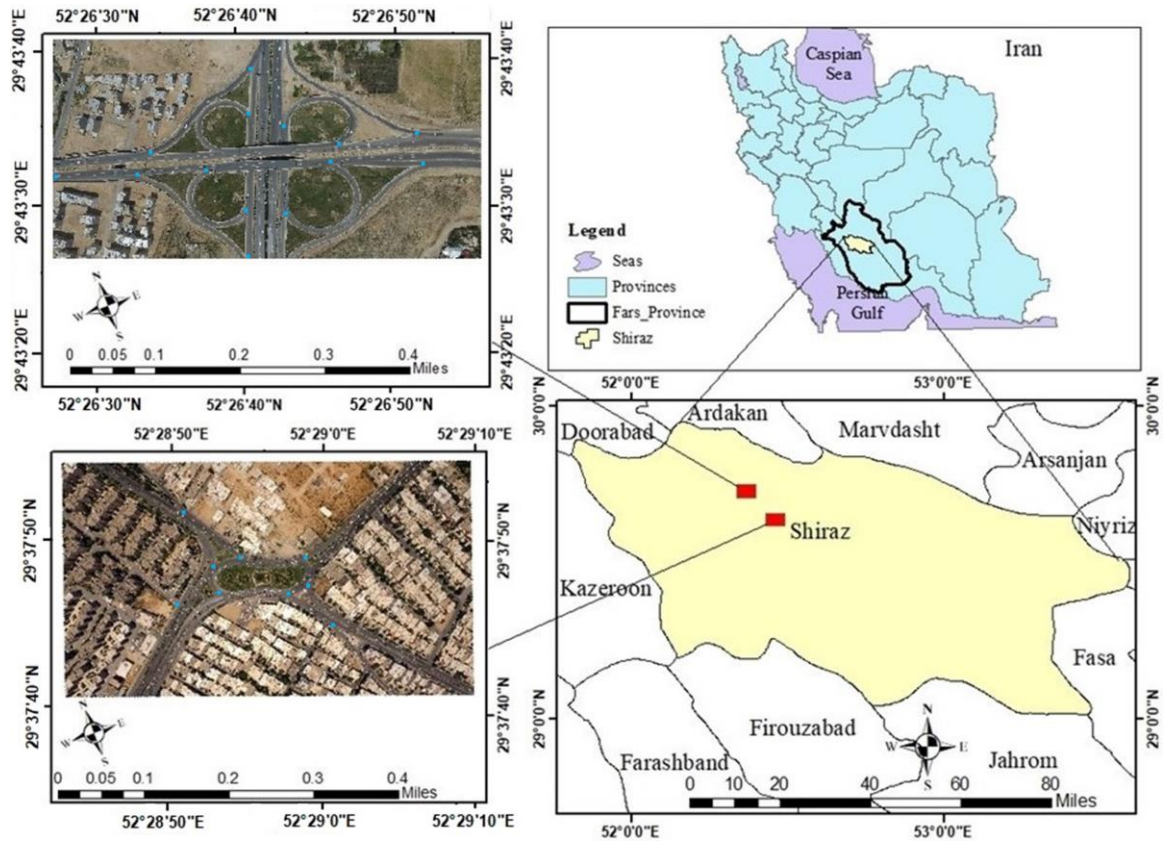 52°26'30"N 52°26'40"E 52°26'50"E
29°43'40"E
29°43'30"N
29°43'20"N
29°43'40"E
29°43'30"N
29°43'20"N
N
E
W
S
0 0.05 0.1 0.2 0.3 0.4
Miles
52°26'30"E 52°26'40"E 52°26'50"E
Iran
Caspian
Sea
Persian
Gulf
Legend
Seas
Provinces
Fars_Province
Shiraz
52°28'50"E 52°29'0"E 52°29'10"E
29°37'50"N
29°37'40"N
29°37'50"N
29°37'40"N
N
E
W
S
0 0.05 0.1 0.2 0.3 0.4
Miles
52°28'50"E 52°29'0"E 52°29'10"E
52°0'0"E 53°0'0"E
30°0'0"N
29°0'0"N
30°0'0"N
29°0'0"N
Ardakan
Doorabad
Marvdasht
Arsanjan
Niyriz
Shiraz
Kazeroon
Fasa
Firouzabad
Jahrom
Farashband
N
W
E
S
0 10 20 40 60 80
Miles
52°0'0"E 53°0'0"E